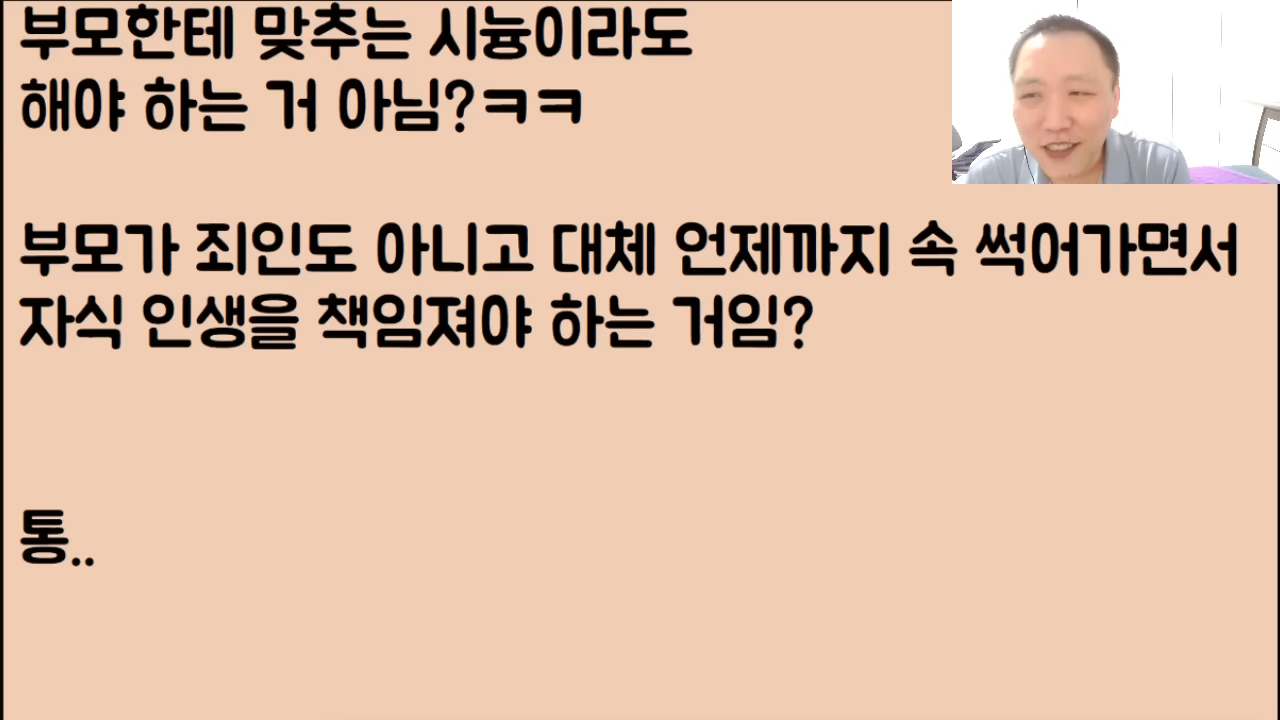 부모한테 맞추는 시늉이라도
해야 하는 거 아님?ㅋㅋ
부모가 죄인도 아니고 대체 언제까지 속 썩어가면서
자식 인생을 책임져야 하는 거임?
통..